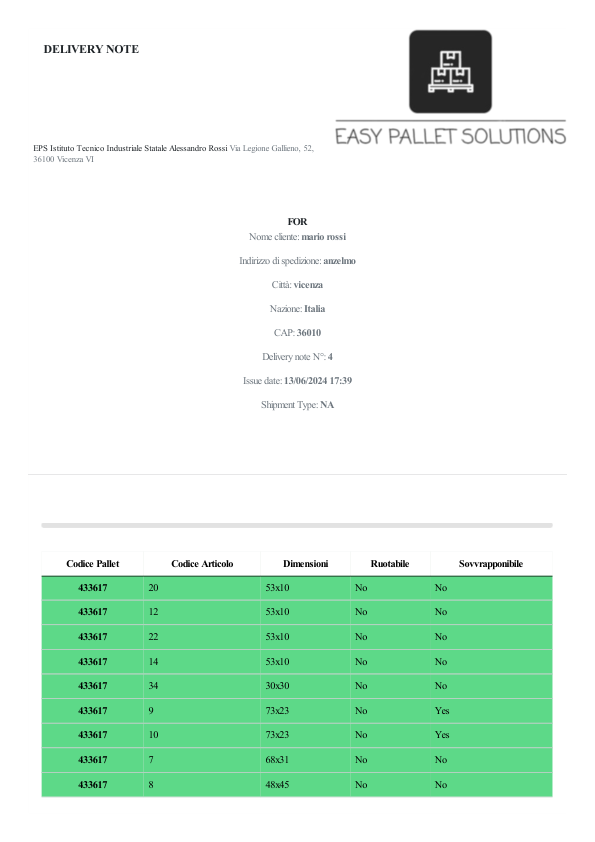 DELIVERY NOTE
EASY PALLET SOLUTIONS
EPS Istituto Tecnico Industriale Statale Alessandro Rossi Via Legione Gallieno, 52,
36100 Vicenza VI
FOR
Nome cliente: mario rossi
Indirizzo di spedizione: anzelmo
Città: vicenza
Nazione: Italia
CAP: 36010
Delivery note N°: 4
Issue date: 13/06/2024 17:39
Shipment Type: NA
Codice Pallet Codice Articolo Dimensioni Ruotabile Sovvrapponibile
433617 20 53x10 No No
433617 12 53x10 No No
433617 22 53x10 No No
433617 14 53x10 No No
433617 34 30x30 No No
433617 9 73x23 No Yes
433617 10 73x23 No Yes
433617 7 68x31 No No
433617 8 48x45 No No